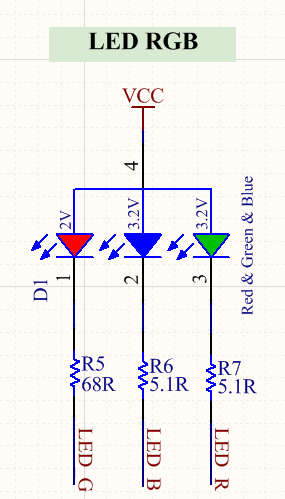 LED RGB
VCC
4
2V
3.2V
3.2V
Red & Green & Blue
D1
1
2
3
R5
68R
R6
5.1R
R7
5.1R
LED G
LED B
LED R